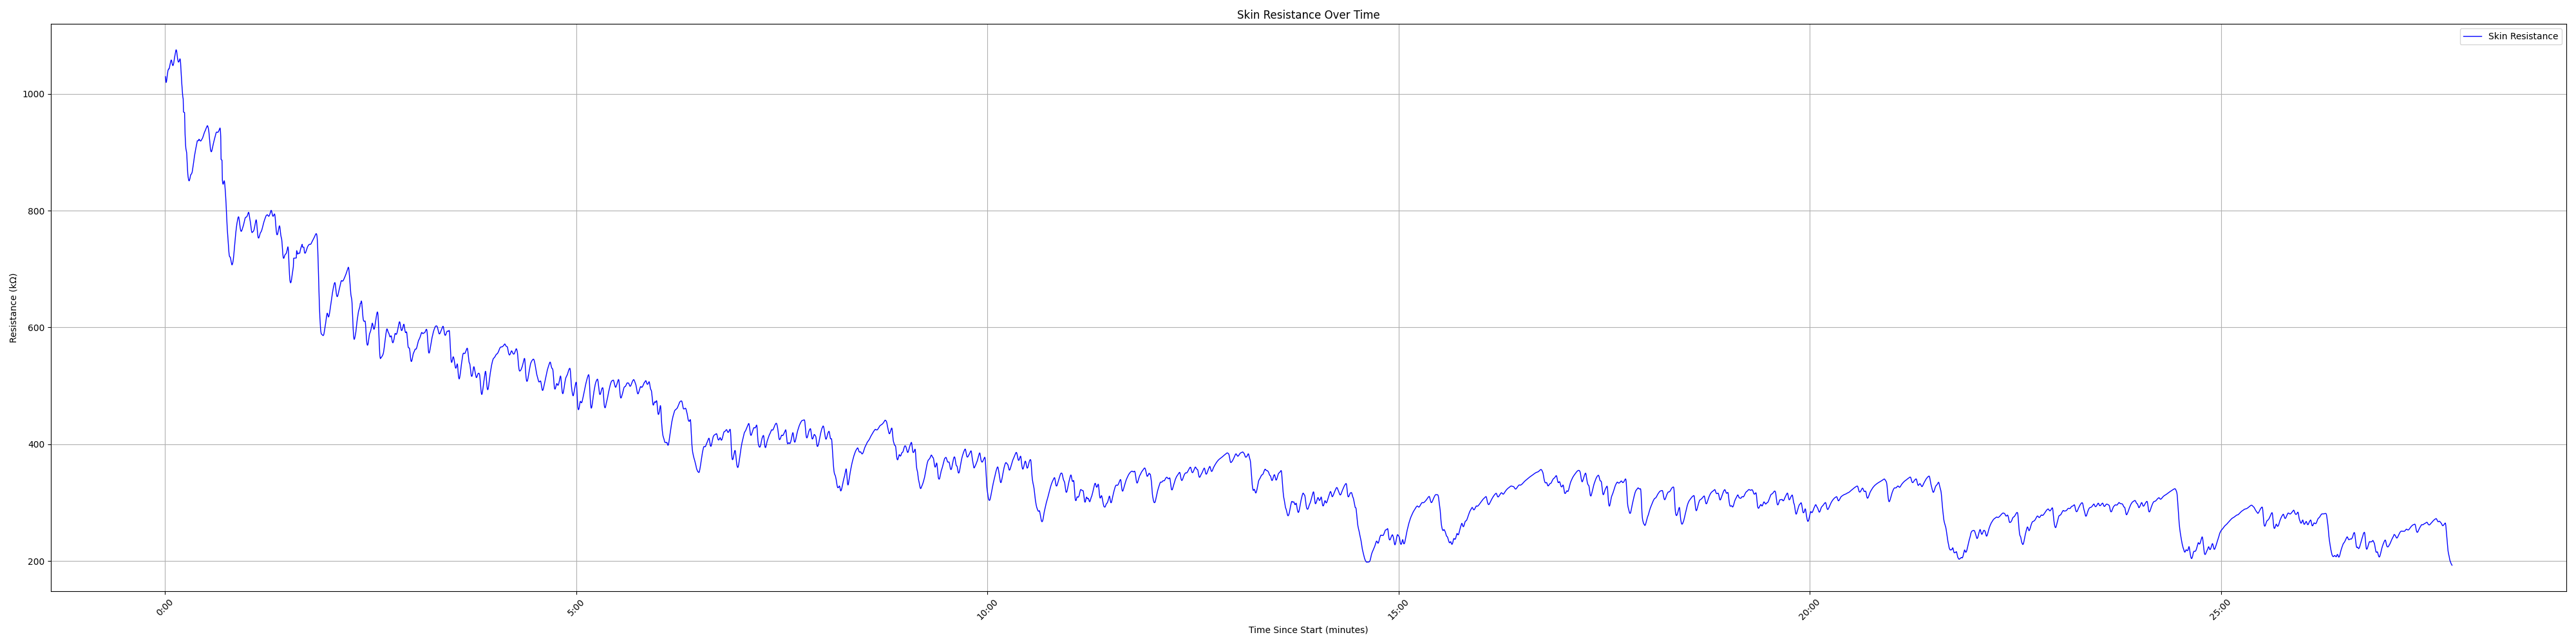 Skin Resistance Over Time
Skin Resistance
Resistance (kΩ)
1000
800
600
400
200
0:00
5:00
10:00
15:00
20:00
25:00
Time Since Start (minutes)